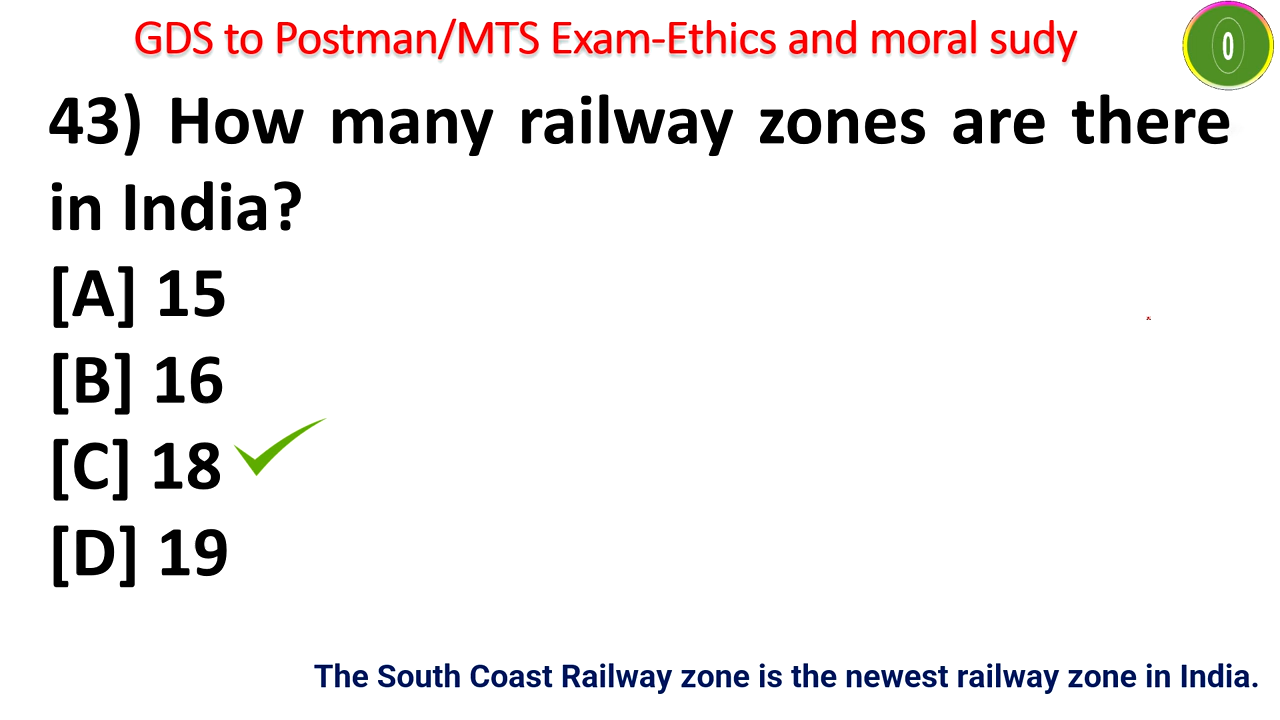 GDS to Postman/MTS Exam-Ethics and moral sudy
0
43) How many railway zones are there
in India?
[A] 15
[B] 16
[C] 18
[D] 19
The South Coast Railway zone is the newest railway zone in India.